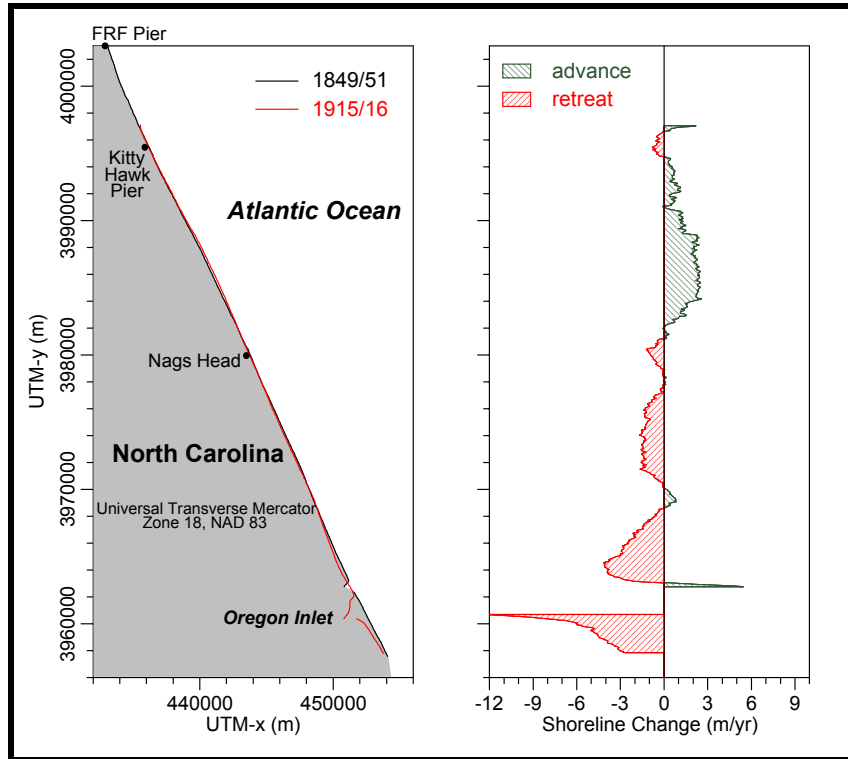 FRF Pier
1849/51
1915/16
Kitty
Hawk
Pier
Atlantic Ocean
Nags Head
North Carolina
Universal Transverse Mercator
Zone 18, NAD 83
Oregon Inlet
UTM-y (m)
4000000
3990000
3980000
3970000
3960000
440000
450000
UTM-x (m)
advance
retreat
-12
-9
-6
-3
0
3
6
9
Shoreline Change (m/yr)